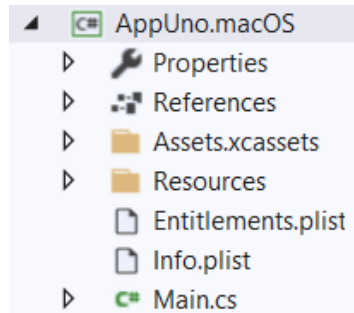 C# AppUno.macOS
Properties
References
Assets.xcassets
Resources
Entitlements.plist
Info.plist
C# Main.cs